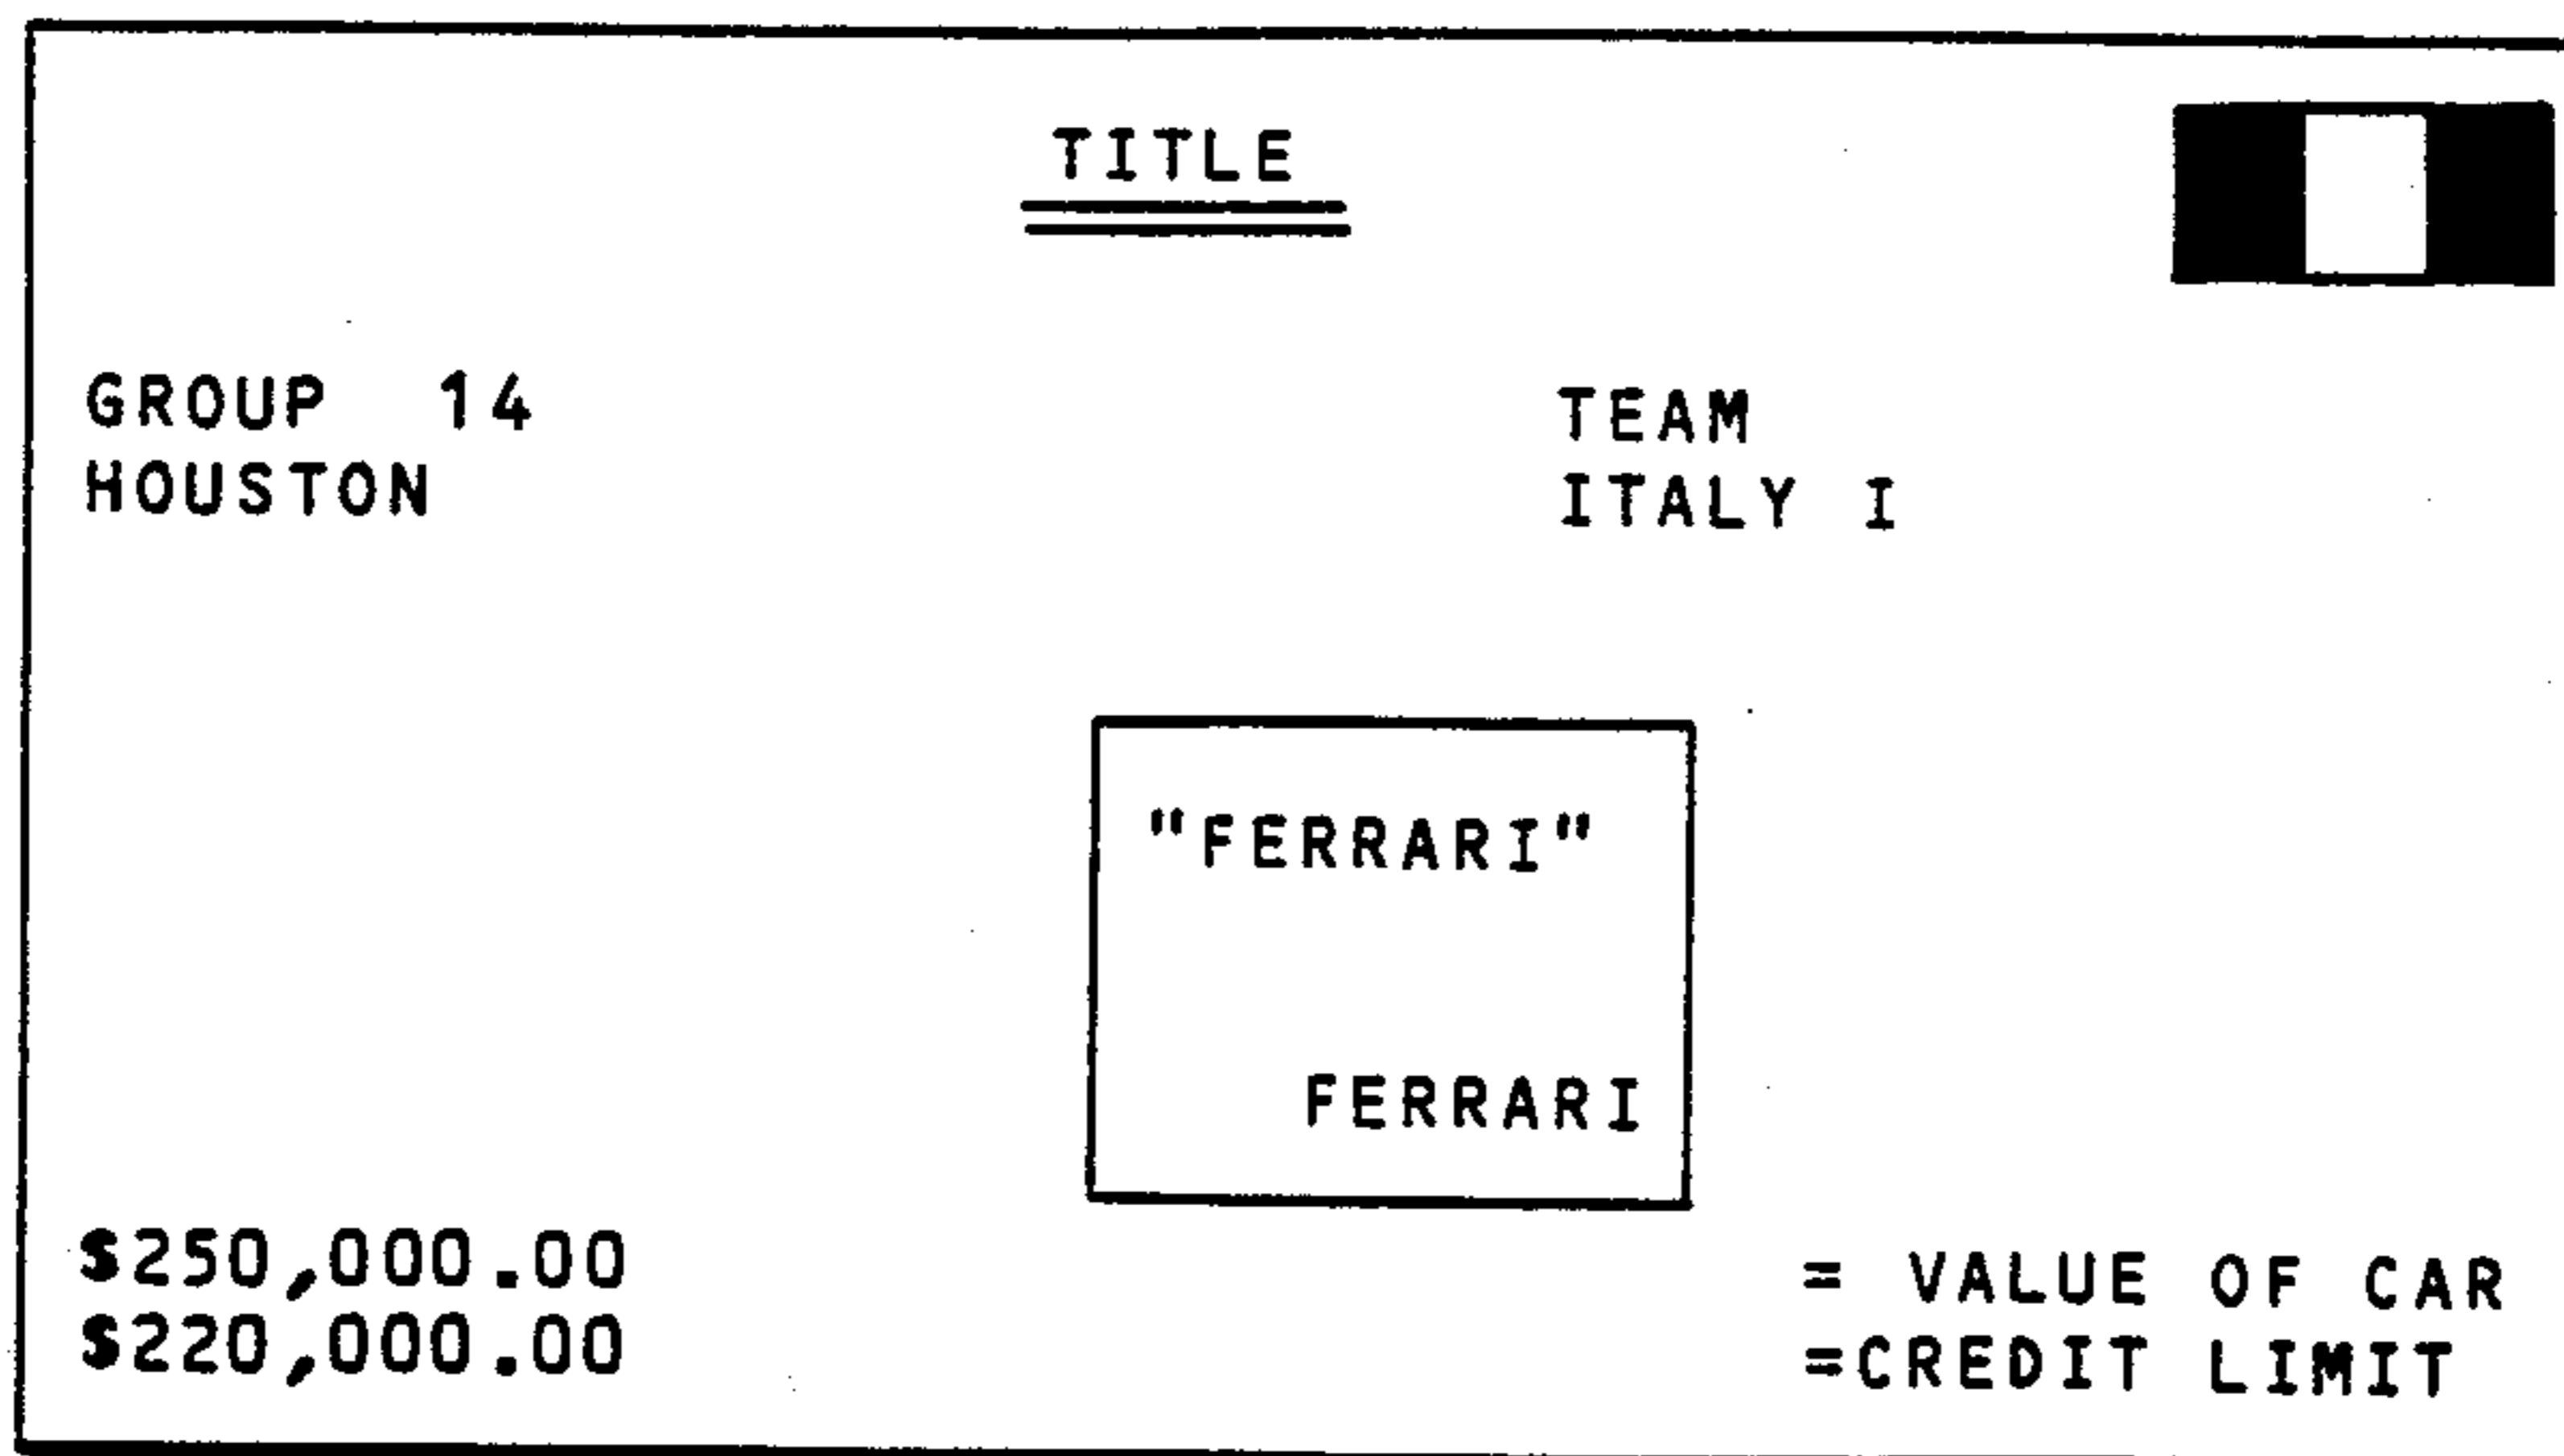 TITLE
GROUP 14
HOUSTON
TEAM
ITALY I
"FERRARI"
FERRARI
$250,000.00 = VALUE OF CAR
$220,000.00 =CREDIT LIMIT